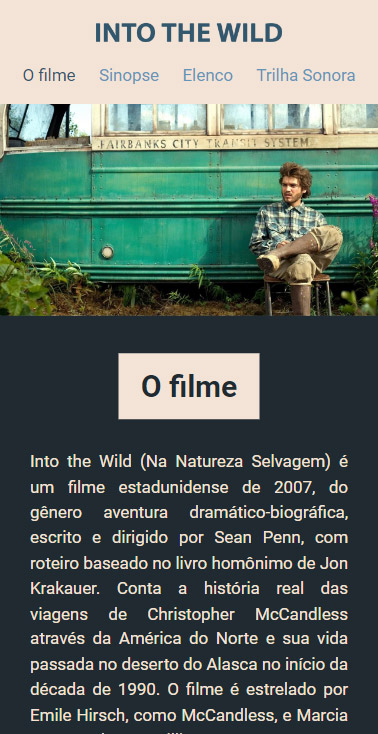 INTO THE WILD
O filme Sinopse Elenco Trilha Sonora
FAIRBANKS CITY TRANSIT SYSTEM
O filme
Into the Wild (Na Natureza Selvagem) é
um filme estadunidense de 2007, do
gênero aventura dramático-biográfica,
escrito e dirigido por Sean Penn, com
roteiro baseado no livro homônimo de Jon
Krakauer. Conta a história real das
viagens de Christopher McCandless
através da América do Norte e sua vida
passada no deserto do Alasca no início da
década de 1990. O filme é estrelado por
Emile Hirsch, como McCandless, e Marcia